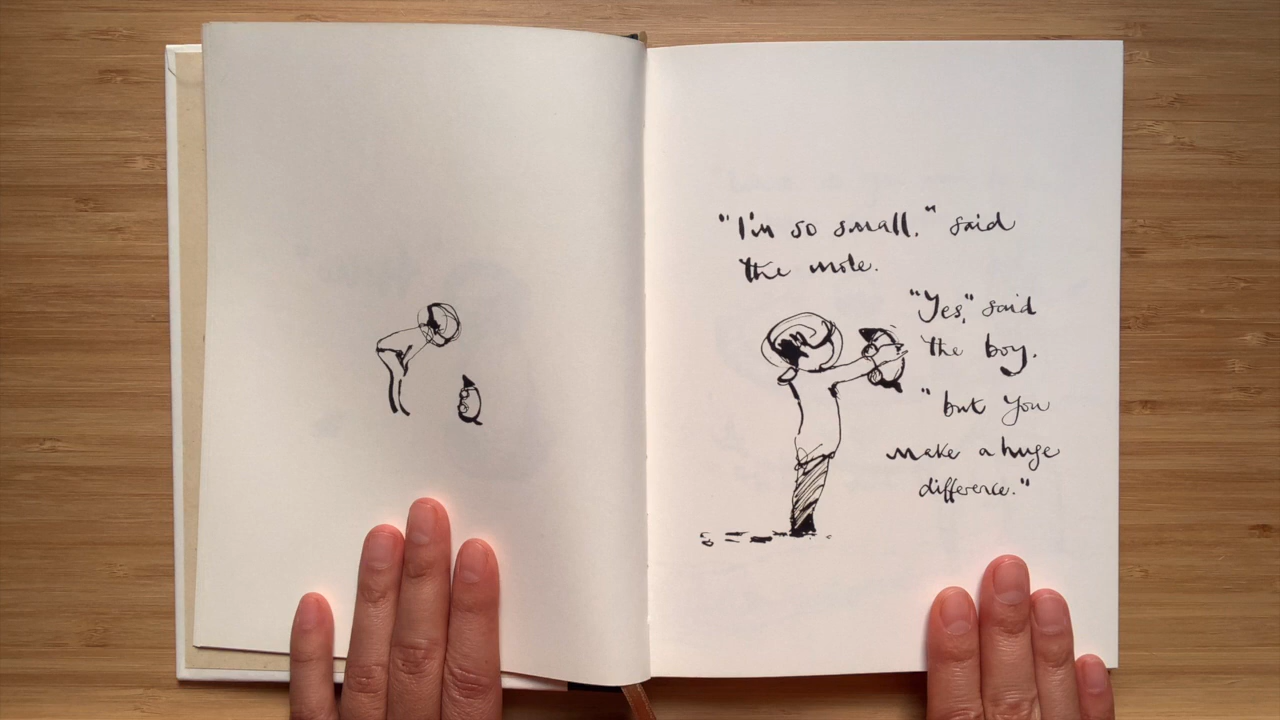 "I'm so small," said
the mole.
"Yes," said
the boy,
"but you
make a huge
difference."